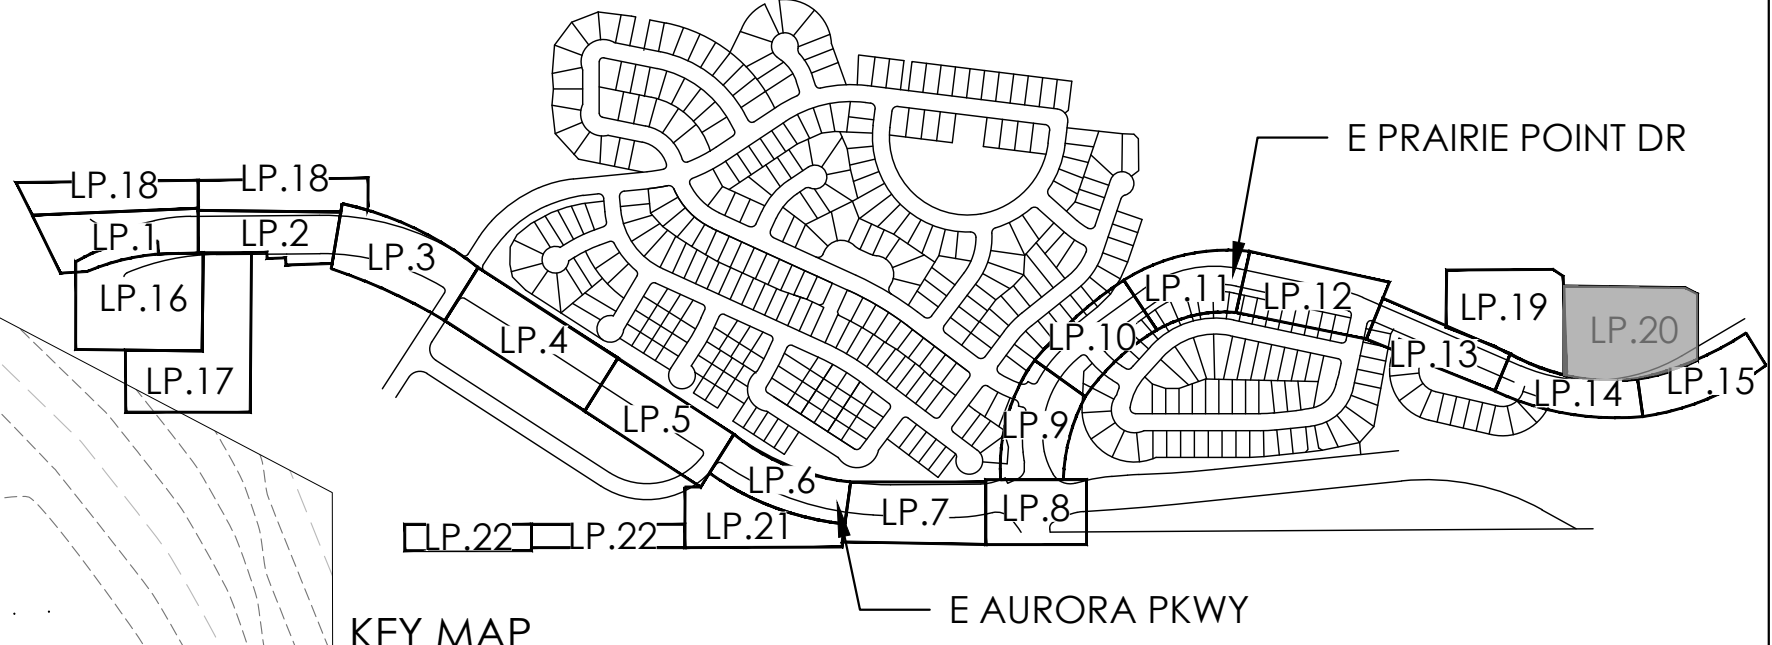 E PRAIRIE POINT DR
LP.18
LP.18
LP.1
LP.2
LP.3
LP.16
LP.17
LP.4
LP.5
LP.6
LP.7
LP.8
LP.9
LP.10
LP.11
LP.12
LP.13
LP.19
LP.20
LP.14
LP.15
LP.21
LP.22
LP.22
E AURORA PKWY
KEY MAP